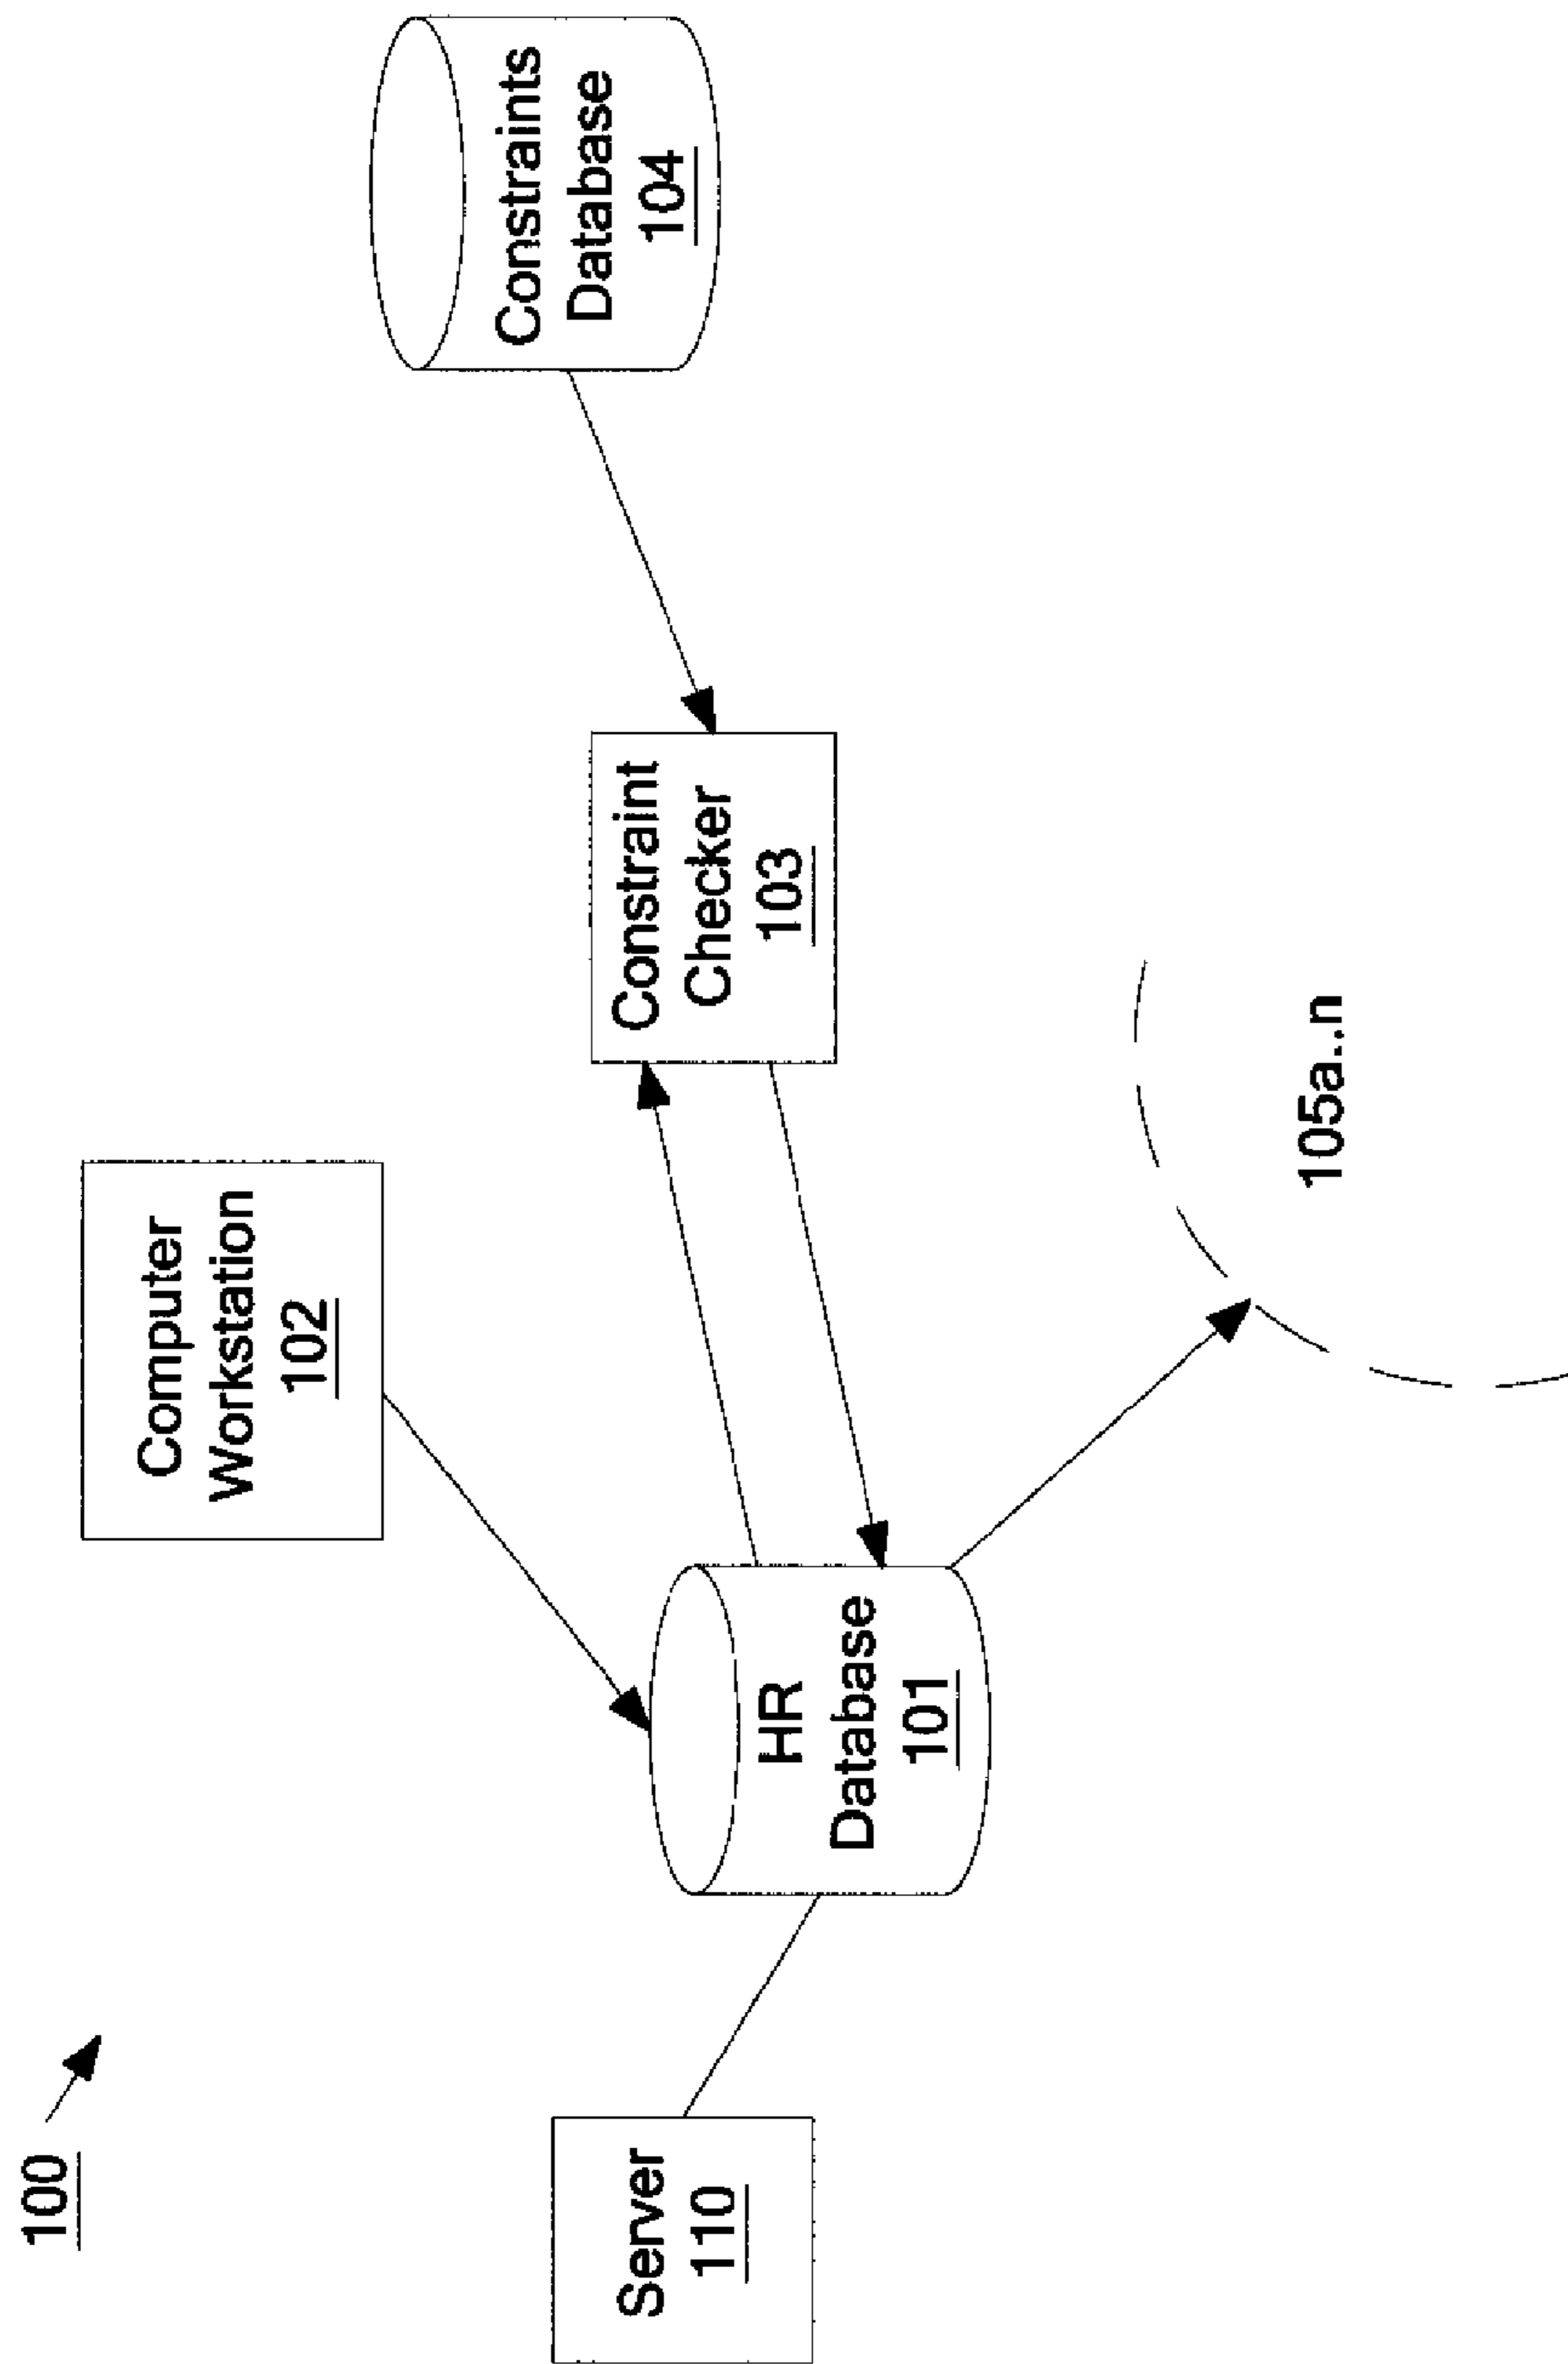 100
Computer
Workstation
102
Constraints
Database
104
Constraint
Checker
103
Server
110
HR
Database
101
105a..n